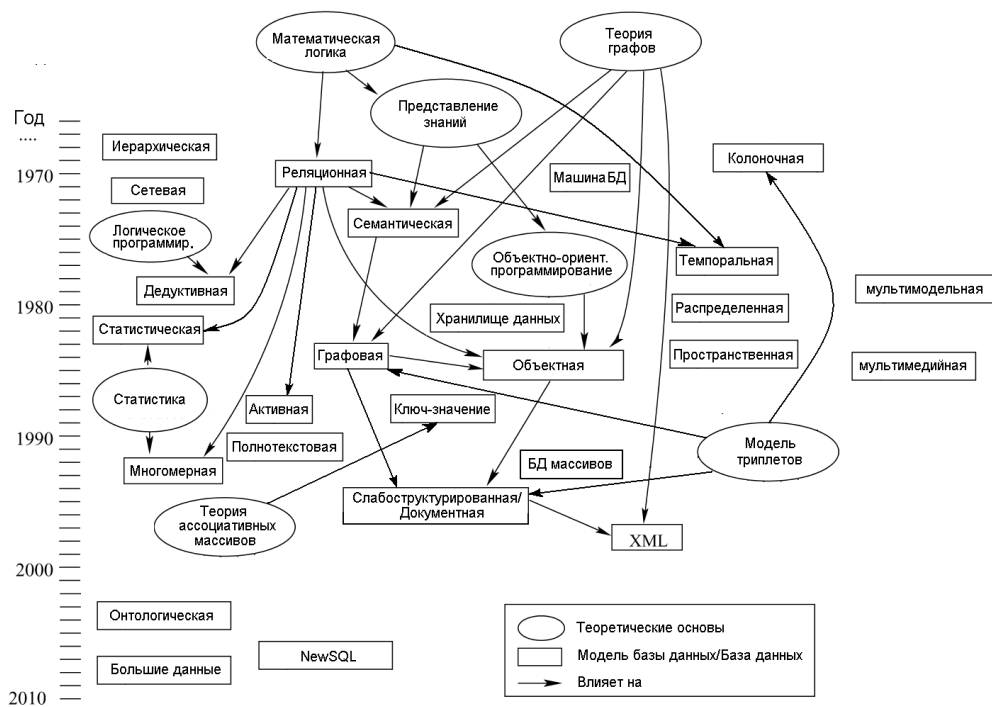 Математическая
логика
Теория
графов
Представление
знаний
Год
....
Иерархическая
Колоночная
1970
Реляционная
МашинаБД
Сетевая
Семантическая
Логическое
программир.
Объектно-ориент.
программирование
Темпоральная
Дедуктивная
мультимодельная
1980
Хранилище данных
Распределенная
Статистическая
Графовая
Объектная
Пространственная
мультимедийная
Статистика
Активная
Ключ-значение
1990
Полнотекстовая
Модель
триплетов
Многомерная
БД массивов
Слабоструктурированная/
Документная
Теория
ассоциативных
массивов
XML
2000
Онтологическая
Теоретические основы
NewSQL
Модель базы данных/База данных
Большие данные
Влияет на
2010